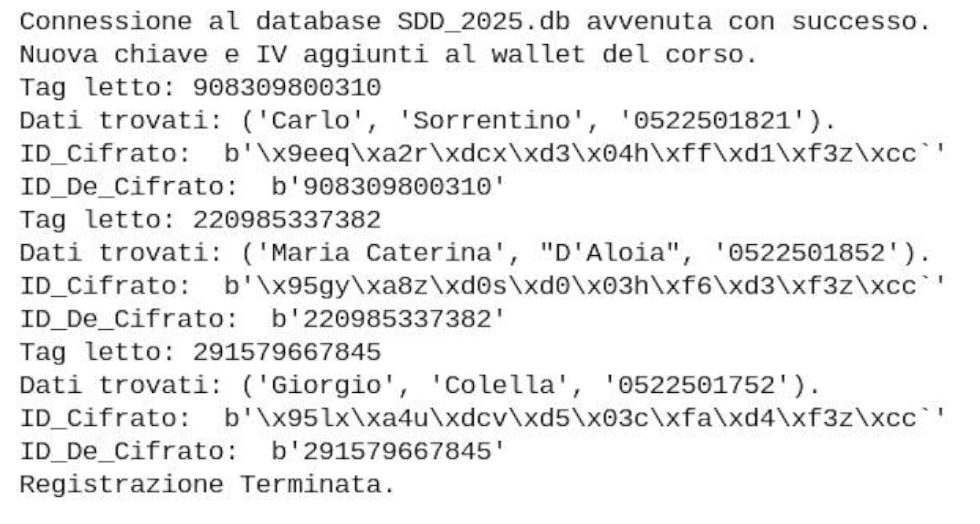 Connessione al database SDD_2025.db avvenuta con successo.
Nuova chiave e IV aggiunti al wallet del corso.
Tag letto: 908309800310
Dati trovati: ('Carlo', 'Sorrentino', '0522501821').
ID_Cifrato:  b'\x9eeq\xa2r\xdcx\xd3\x04h\xff\xd1\xf3z\xcc`'
ID_De_Cifrato:  b'908309800310'
Tag letto: 220985337382
Dati trovati: ('Maria Caterina', "D'Aloia", '0522501852').
ID_Cifrato:  b'\x95gy\xa8z\xd0s\xd0\x03h\xf6\xd3\xf3z\xcc`'
ID_De_Cifrato:  b'220985337382'
Tag letto: 291579667845
Dati trovati: ('Giorgio', 'Colella', '0522501752').
ID_Cifrato:  b'\x95lx\xa4u\xdcv\xd5\x03c\xfa\xd4\xf3z\xcc`'
ID_De_Cifrato:  b'291579667845'
Registrazione Terminata.